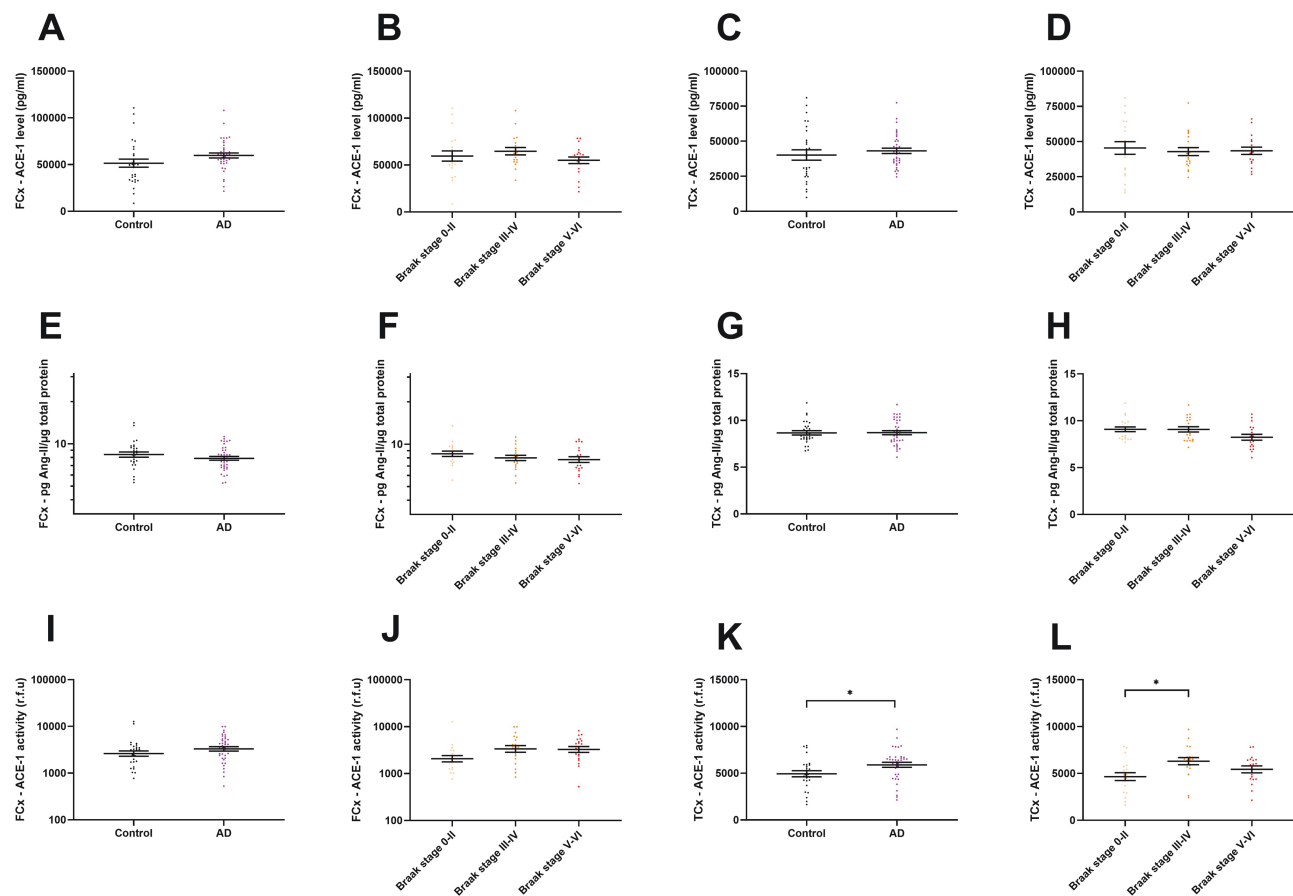 A
FCx - ACE-1 level (pg/ml)
150000
100000
50000
0
Control
AD
B
FCx - ACE-1 level (pg/ml)
150000
100000
50000
0
Braak stage 0-II
Braak stage III-IV
Braak stage V-VI
C
TCx - ACE-1 level (pg/ml)
100000
75000
50000
25000
0
Control
AD
D
TCx - ACE-1 level (pg/ml)
100000
75000
50000
25000
0
Braak stage 0-II
Braak stage III-IV
Braak stage V-VI
E
FCx - pg Ang-II/μg total protein
10
Control
AD
F
FCx - pg Ang-II/μg total protein
10
Braak stage 0-II
Braak stage III-IV
Braak stage V-VI
G
TCx - pg Ang-II/μg total protein
15
10
5
0
Control
AD
H
TCx - pg Ang-II/μg total protein
15
10
5
0
Braak stage 0-II
Braak stage III-IV
Braak stage V-VI
I
FCx - ACE-1 activity (r.f.u)
100000
10000
1000
100
Control
AD
J
FCx - ACE-1 activity (r.f.u)
100000
10000
1000
100
Braak stage 0-II
Braak stage III-IV
Braak stage V-VI
K
TCx - ACE-1 activity (r.f.u)
15000
10000
5000
0
*
Control
AD
L
TCx - ACE-1 activity (r.f.u)
15000
10000
5000
0
*
Braak stage 0-II
Braak stage III-IV
Braak stage V-VI